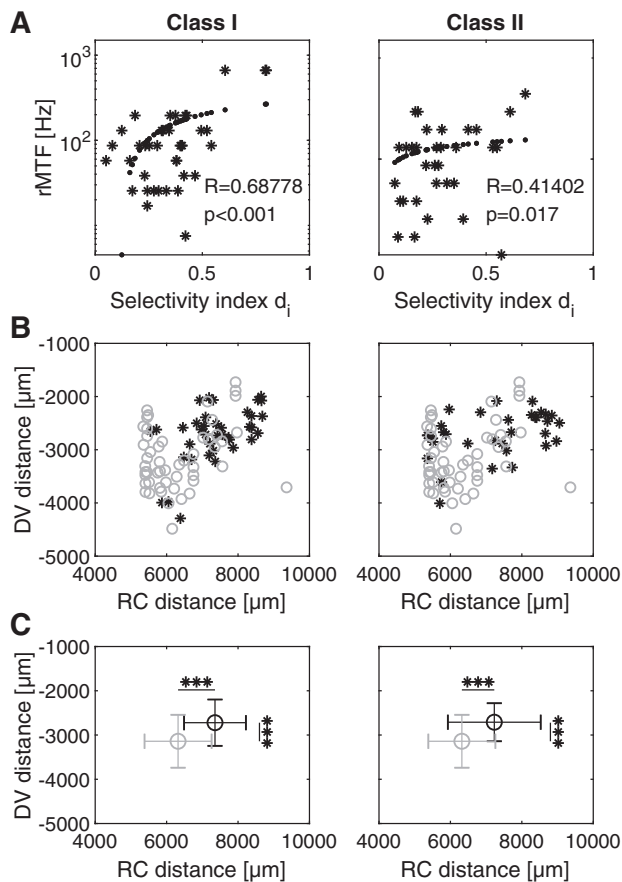 A
Class I
Class II
rMTF [Hz]
10³
10²
R=0.68778
p<0.001
R=0.41402
p=0.017
0 0.5 1
0 0.5 1
Selectivity index dᵢ
Selectivity index dᵢ
B
DV distance [µm]
-1000
-2000
-3000
-4000
-5000
4000 6000 8000 10000
4000 6000 8000 10000
RC distance [µm]
RC distance [µm]
C
DV distance [µm]
-1000
-2000
-3000
-4000
-5000
***
***
***
***
4000 6000 8000 10000
4000 6000 8000 10000
RC distance [µm]
RC distance [µm]